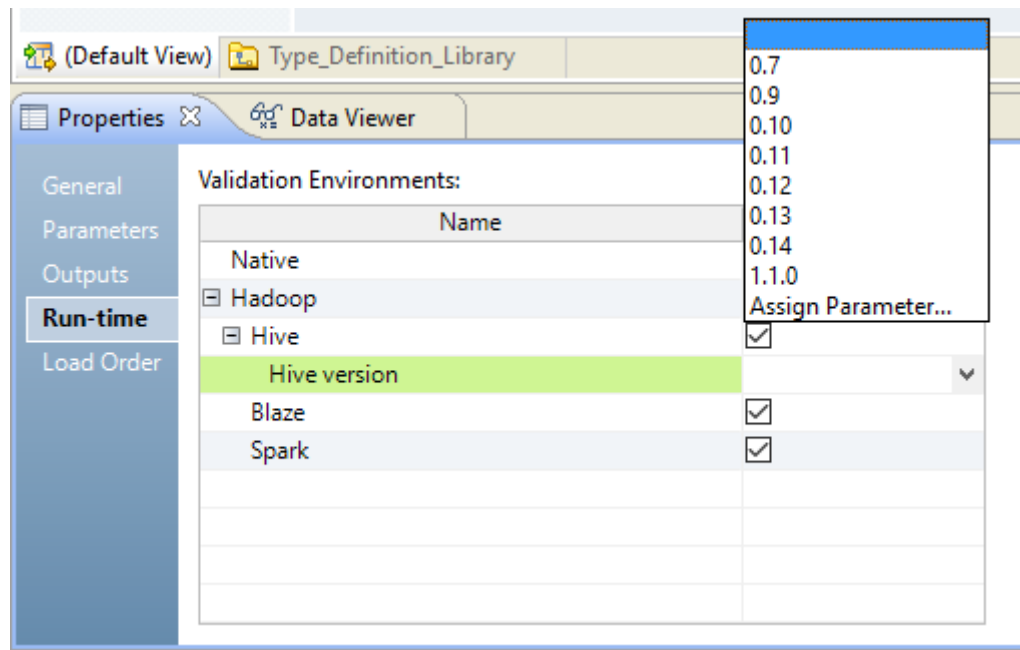 (Default View) Type_Definition_Library
0.7
0.9
0.10
0.11
0.12
0.13
0.14
1.1.0
Assign Parameter...
Properties Data Viewer
General
Parameters
Outputs
Run-time
Load Order
Validation Environments:
Name
Native
Hadoop
Hive
Hive version
Blaze
Spark